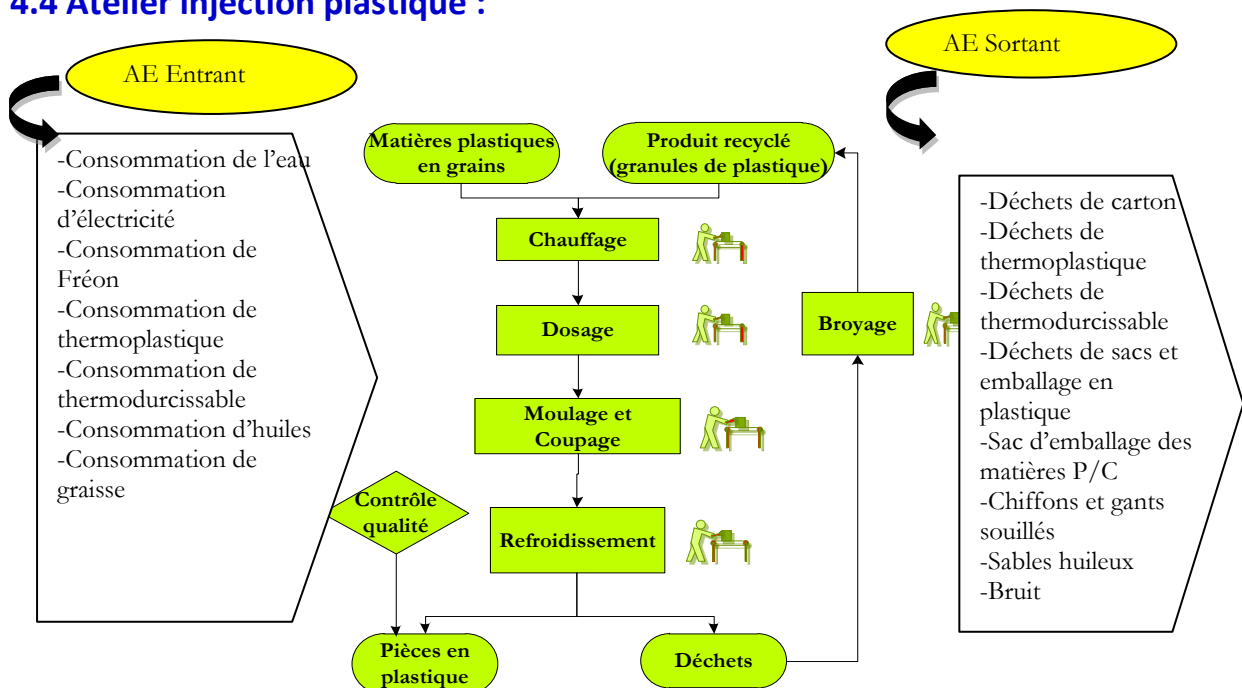 4.4 Atelier injection plastique :
AE Entrant
AE Sortant
-Consommation de l’eau
-Consommation
d’électricité
-Consommation de
Fréon
-Consommation de
thermoplastique
-Consommation de
thermodurcissable
-Consommation d’huiles
-Consommation de
graisse
Matières plastiques
en grains
Produit recyclé
(granules de plastique)
Chauffage
Dosage
Broyage
Moulage et
Coupage
Contrôle
qualité
Refroidissement
Pièces en
plastique
Déchets
-Déchets de carton
-Déchets de
thermoplastique
-Déchets de
thermodurcissable
-Déchets de sacs et
emballage en
plastique
-Sac d’emballage des
matières P/C
-Chiffons et gants
souillés
-Sables huileux
-Bruit